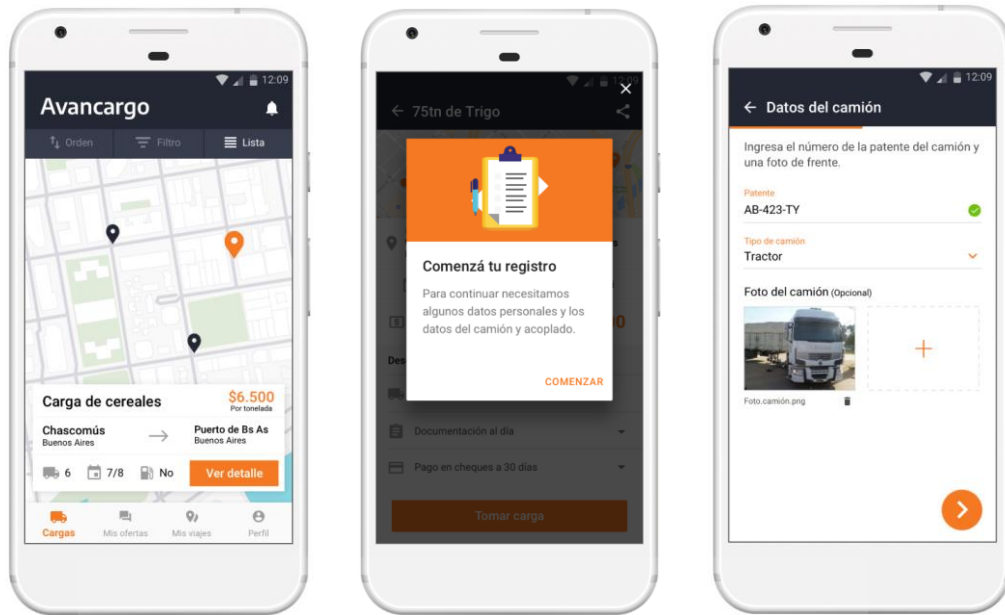 12:09
Avancargo
Orden
Filtro
Lista
Carga de cereales
$6.500
Por tonelada
Chascomús
Buenos Aires
Puerto de Bs As
Buenos Aires
6
7/8
No
Ver detalle
Cargas
Mis ofertas
Mis viajes
Perfil
12:09
75tn de Trigo
Comenzá tu registro
Para continuar necesitamos
algunos datos personales y los
datos del camión y acoplado.
COMENZAR
Documentación al día
Pago en cheques a 30 días
Tomar carga
12:09
Datos del camión
Ingresa el número de la patente del camión y
una foto de frente.
Patente
AB-423-TY
Tipo de camión
Tractor
Foto del camión (Opcional)
Foto.camión.png